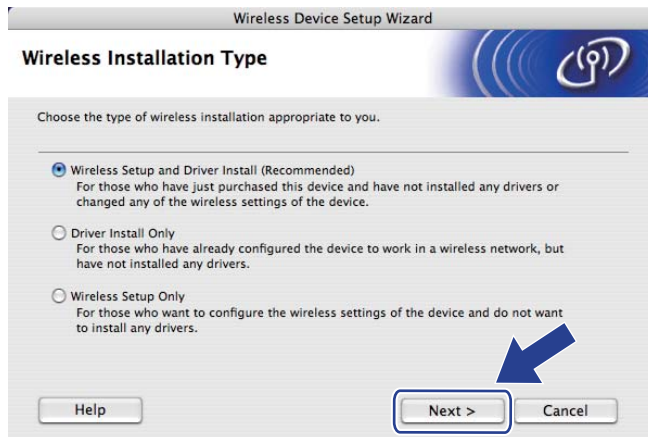 Wireless Device Setup Wizard
Wireless Installation Type
Choose the type of wireless installation appropriate to you.
Wireless Setup and Driver Install (Recommended)
For those who have just purchased this device and have not installed any drivers or
changed any of the wireless settings of the device.
Driver Install Only
For those who have already configured the device to work in a wireless network, but
have not installed any drivers.
Wireless Setup Only
For those who want to configure the wireless settings of the device and do not want
to install any drivers.
Help
Next >
Cancel